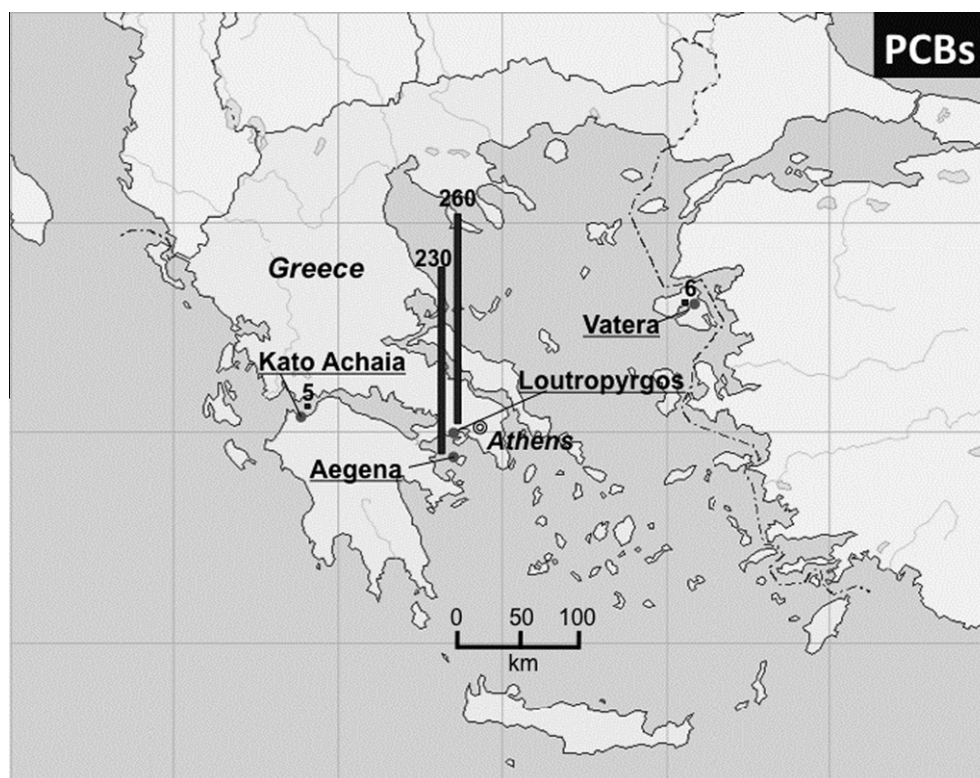 PCBs
260
230
Greece
6
Vatera
Kato Achaia
5
Loutropyrgos
Athens
Aegena
0 50 100
km